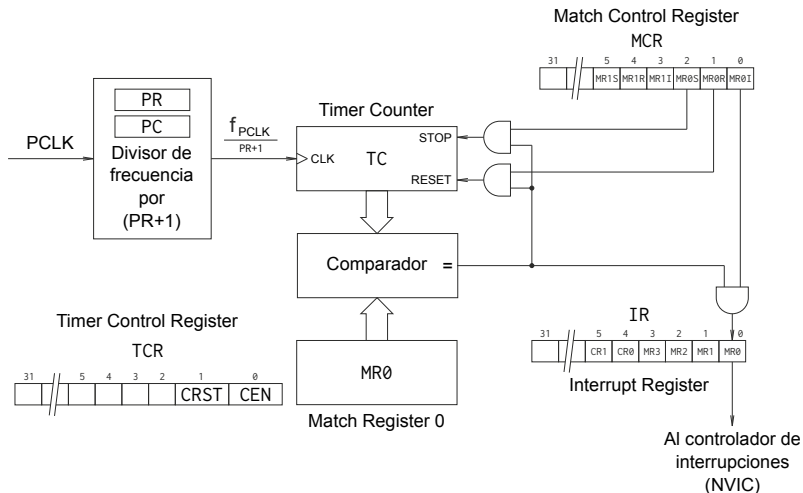 Match Control Register
MCR
31 5 4 3 2 1 0
MR1S MR1R MR1I MR0S MR0R MR0I
PR
PC
Divisor de
frecuencia
por
(PR+1)
PCLK
fPCLK
PR+1
Timer Counter
STOP
CLK
TC
RESET
Comparador =
Timer Control Register
TCR
31 5 4 3 2 1 0
CRST CEN
MR0
Match Register 0
IR
31 5 4 3 2 1 0
CR1 CR0 MR3 MR2 MR1 MR0
Interrupt Register
Al controlador de
interrupciones
(NVIC)